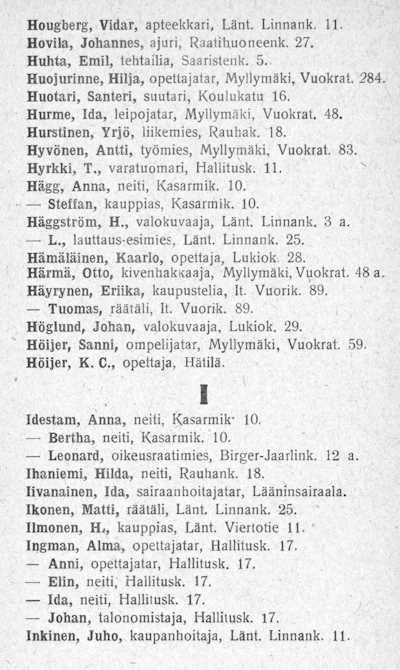 Hougberg, Vidar, apteekkari, Länt. Linnank. 11.
Hovila, Johannes, ajuri, Raatihuoneenk. 27.
Huhta, Emil, tehtailia, Saaristenk. 5.
Huojurinne, Hilja, opettajatar, Myllymäki, Vuokrat. 284.
Huotari, Santeri, suutari, Koulukatu 16.
Hurme, Ida, leipojatar, Myllymäki, Vuokrat. 48.
Hurstinen, Yrjö, liikemies, Rauhak. 18.
Hyvönen, Antti, työmies, Myllymäki, Vuokrat. 83.
Hyrkki, T., varatuomari, Hallitusk. 11.
Hägg, Anna, neiti, Kasarmik. 10.
— Steffan, kauppias, Kasarmik. 10.
Häggström, H., valokuvaaja, Länt. Linnank. 3 a.
— L., lauttaus-esimies, Länt. Linnank. 25.
Hämäläinen, Kaarlo, opettaja, Lukiok. 28.
Härmä, Otto, kivenhakkaaja, Myllymäki, Vuokrat. 48 a.
Häyrynen, Eriika, kaupustelia, It. Vuorik. 89.
— Tuomas, räätäli, It. Vuorik. 89.
Höglund, Johan, valokuvaaja, Lukiok. 29.
Höijer, Sanni, ompelijatar, Myllymäki, Vuokrat. 59.
Höijer, K. C., opettaja, Hätilä.
I
Idestam, Anna, neiti, Kasarmik. 10.
— Bertha, neiti, Kasarmik. 10.
— Leonard, oikeusraatimies, Birger-Jaarlink. 12 a.
Ihaniemi, Hilda, neiti, Rauhank. 18.
Iivanainen, Ida, sairaanhoitajatar, Lääninsairaala.
Ikonen, Matti, räätäli, Länt. Linnank. 25.
Ilmonen, H., kauppias, Länt. Viertotie 11.
Ingman, Alma, opettajatar, Hallitusk. 17.
— Anni, opettajatar, Hallitusk. 17.
— Elin, neiti, Hallitusk. 17.
— Ida, neiti, Hallitusk. 17.
— Johan, talonomistaja, Hallitusk. 17.
Inkinen, Juho, kaupanhoitaja, Länt. Linnank. 11.